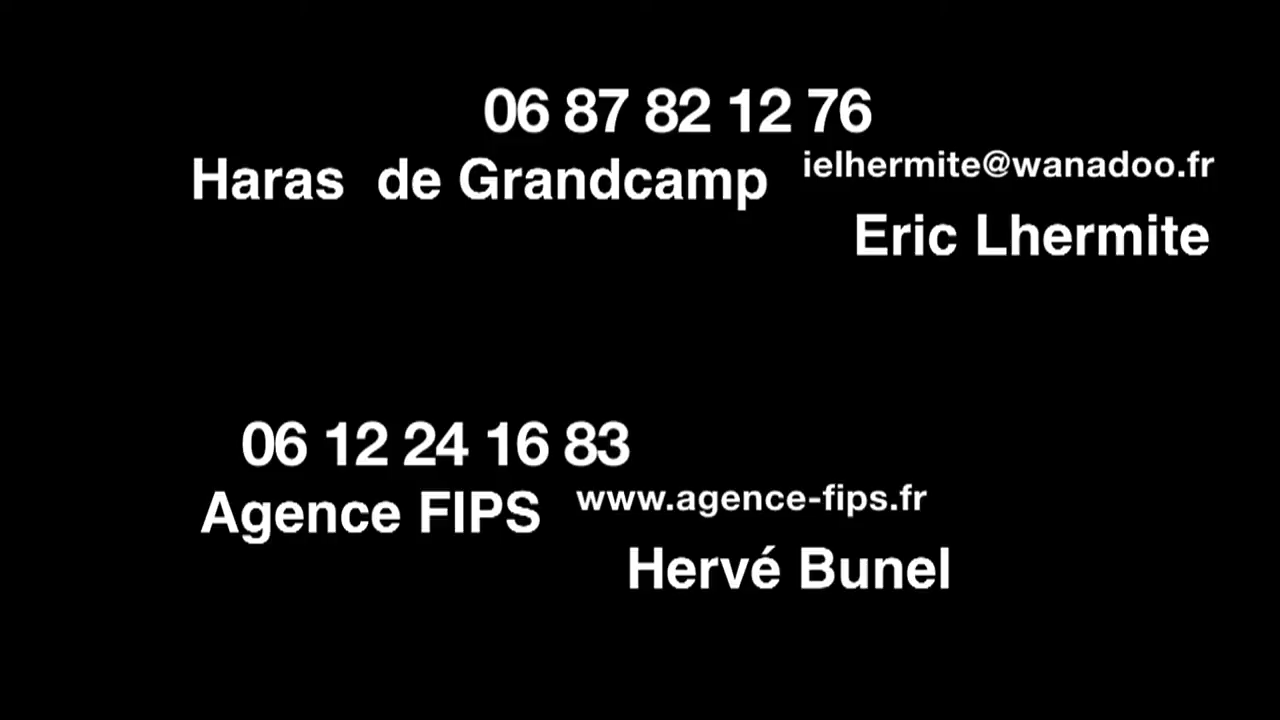 06 87 82 12 76
Haras de Grandcamp
ielhermite@wanadoo.fr
Eric Lhermite
06 12 24 16 83
Agence FIPS
www.agence-fips.fr
Hervé Bunel